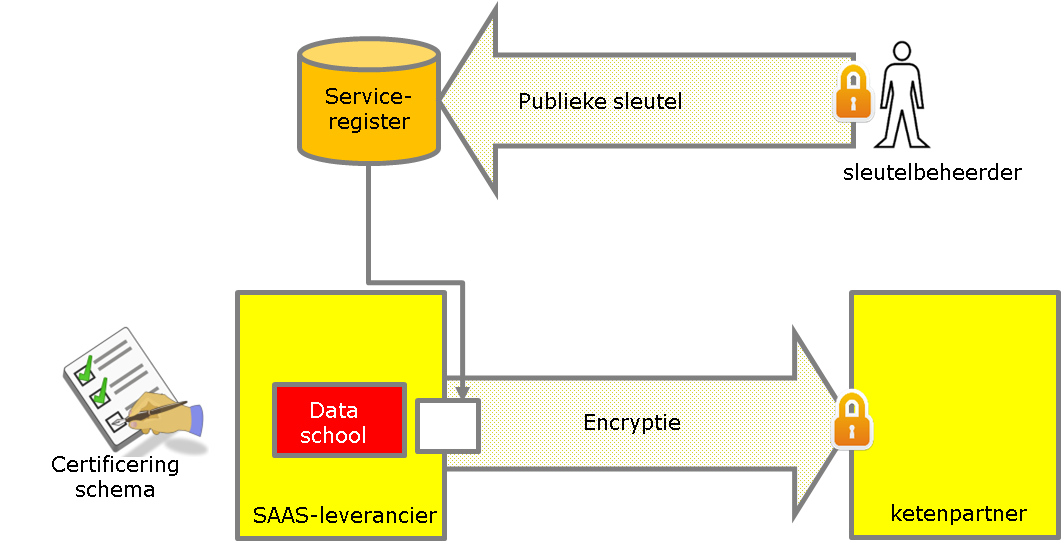 Service-
register
Publieke sleutel
sleutelbeheerder
Data
school
Encryptie
Certificering
schema
SAAS-leverancier
ketenpartner